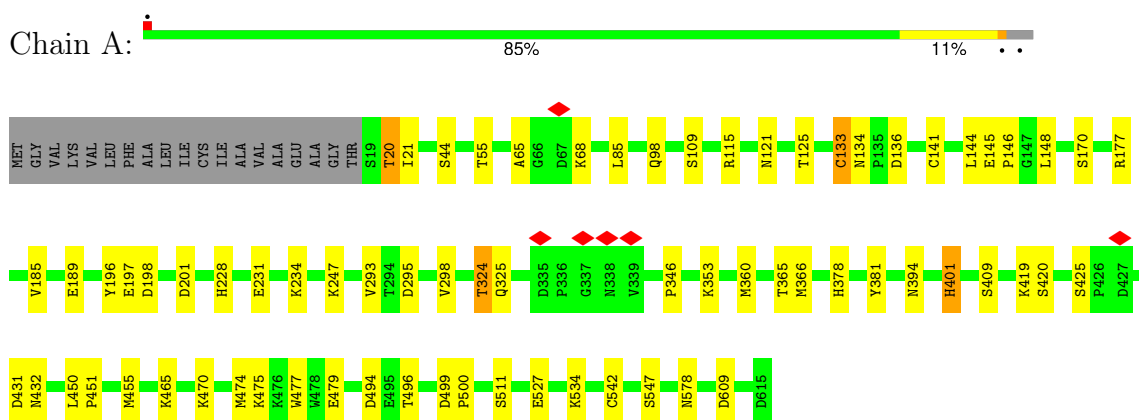 Chain A:
85%
11%
MET GLY VAL LYS VAL LEU PHE ALA LEU ILE CYS ILE ALA VAL ALA GLU ALA GLY THR S19 T20 I21 S44 T55 A65 G66 D67 K68 L85 Q98 S109 R115 N121 T125 C133 N134 P135 D136 C141 L144 E145 P146 G147 L148 S170 R177
V185 E189 Y196 E197 D198 D201 H228 E231 K234 K247 V293 T294 D295 V298 T324 Q325 D335 P336 G337 N338 V339 P346 K353 M360 T365 M366 H378 Y381 N394 H401 S409 K419 S420 S425 P426 D427
D431 N432 L450 P451 M455 K465 K470 M474 K475 K476 W477 W478 E479 D494 E495 T496 D499 P500 S511 E527 K534 C542 S547 N578 D609 D615